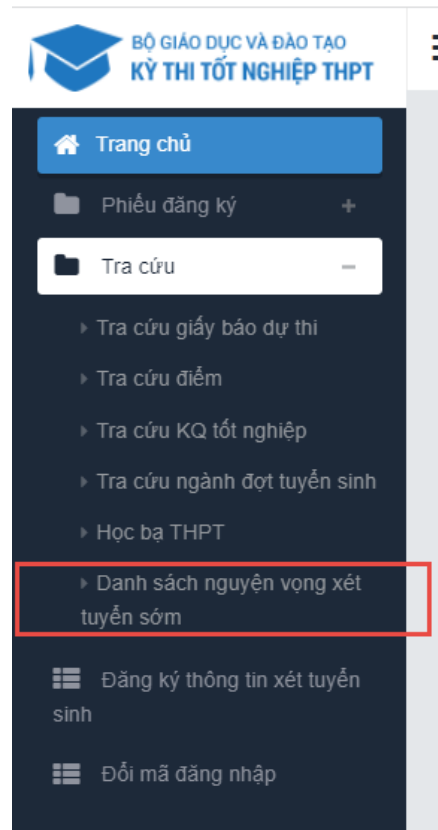 BỘ GIÁO DỤC VÀ ĐÀO TẠO
KỲ THI TỐT NGHIỆP THPT
Trang chủ
Phiếu đăng ký
Tra cứu
Tra cứu giấy báo dự thi
Tra cứu điểm
Tra cứu KQ tốt nghiệp
Tra cứu ngành đợt tuyển sinh
Học bạ THPT
Danh sách nguyện vọng xét
tuyển sớm
Đăng ký thông tin xét tuyển
sinh
Đổi mã đăng nhập